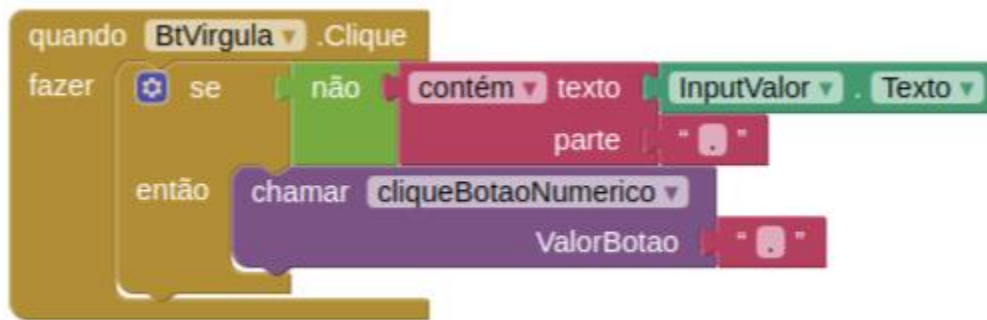 quando BtVirgula .Clique
fazer se não contém texto InputValor . Texto
parte " . "
então chamar cliqueBotaoNumerico
ValorBotao " . "